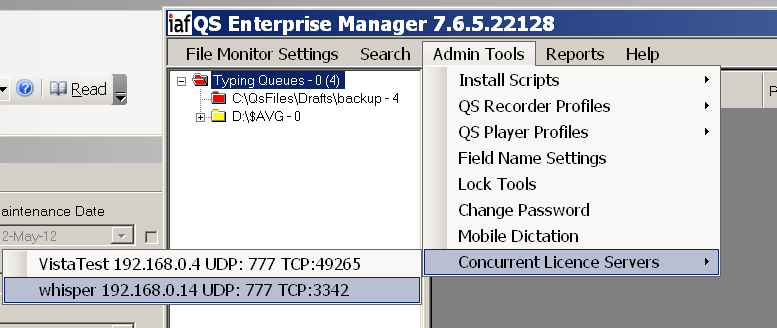 iaf QS Enterprise Manager 7.6.5.22128
File Monitor Settings Search Admin Tools Reports Help
Typing Queues - 0 (4)
C:\QsFiles\Drafts\backup - 4
D:\$AVG - 0
Read
Install Scripts
QS Recorder Profiles
QS Player Profiles
Field Name Settings
Lock Tools
Change Password
Mobile Dictation
Concurrent Licence Servers
aintenance Date
2-May-12
VistaTest 192.168.0.4 UDP: 777 TCP:49265
whisper 192.168.0.14 UDP: 777 TCP:3342